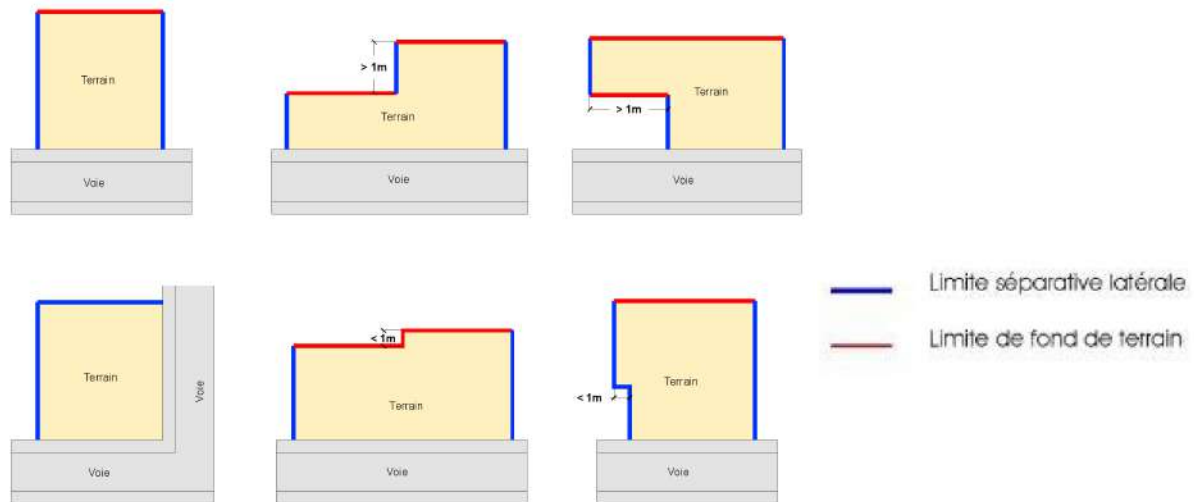 Terrain
Voie
> 1m
Terrain
Voie
> 1m
Terrain
Voie
Terrain
Voie
Voie
< 1m
Terrain
Voie
< 1m
Terrain
Voie
Limite séparative latérale
Limite de fond de terrain